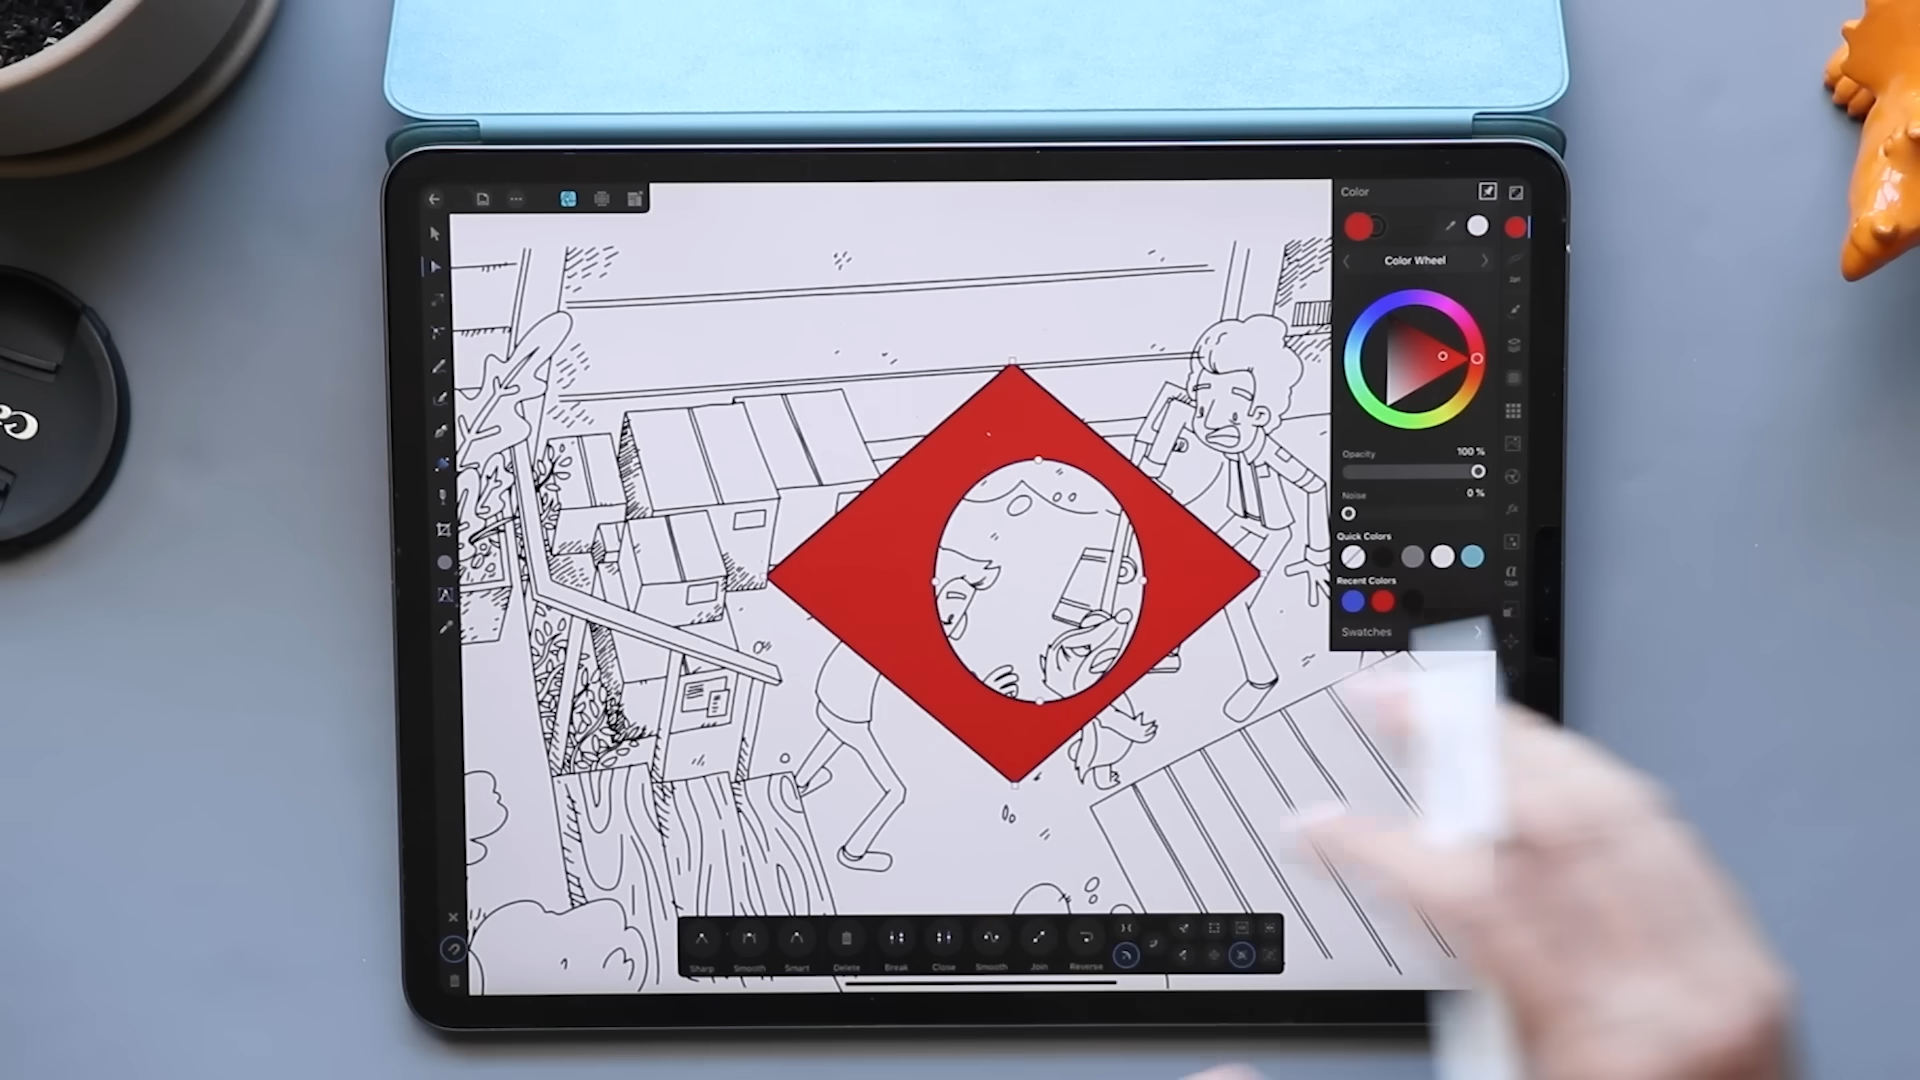 Color
Color Wheel
Opacity 100 %
Noise 0 %
Quick Colors
Recent Colors
Swatches
Sharp Smooth Smart Delete Break Close Smooth Join Reverse